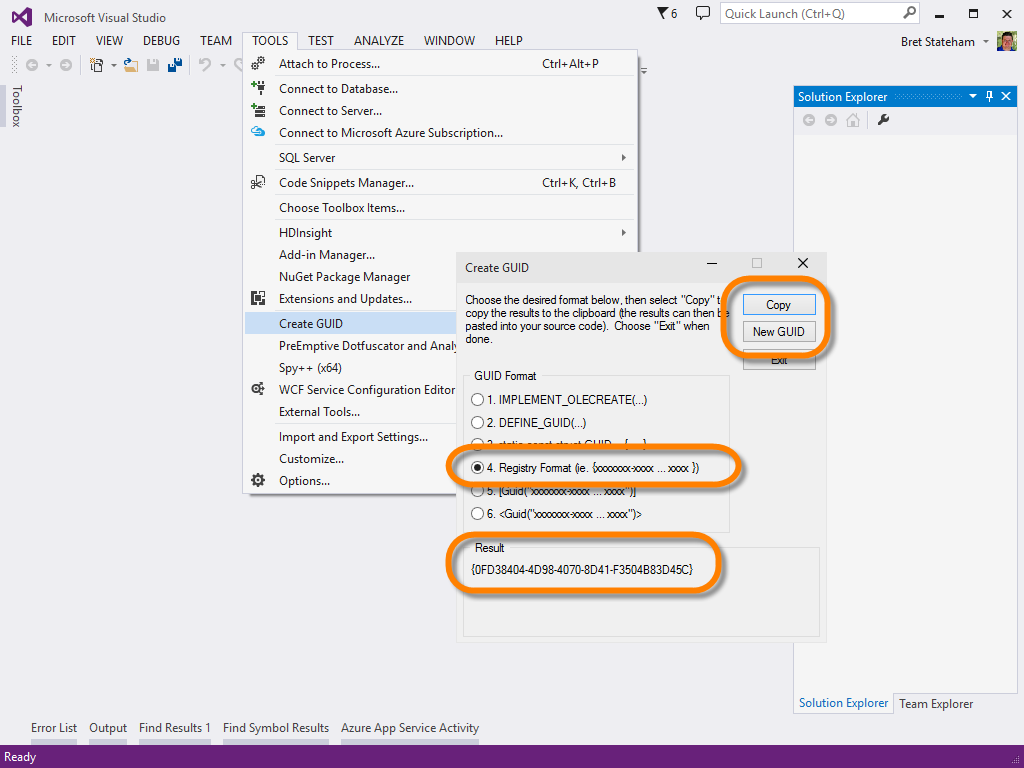 Microsoft Visual Studio
6
Quick Launch (Ctrl+Q)
FILE EDIT VIEW DEBUG TEAM TOOLS TEST ANALYZE WINDOW HELP
Bret Stateham
Toolbox
Attach to Process... Ctrl+Alt+P
Connect to Database...
Connect to Server...
Connect to Microsoft Azure Subscription...
SQL Server
Code Snippets Manager... Ctrl+K, Ctrl+B
Choose Toolbox Items...
HDInsight
Add-in Manager...
NuGet Package Manager
Extensions and Updates...
Create GUID
PreEmptive Dotfuscator and Analy
Spy++ (x64)
WCF Service Configuration Editor
External Tools...
Import and Export Settings...
Customize...
Options...
Create GUID
Choose the desired format below, then select "Copy" t
copy the results to the clipboard (the results can then be
pasted into your source code). Choose "Exit" when
done.
Copy
New GUID
Exit
GUID Format
1. IMPLEMENT_OLECREATE(...)
2. DEFINE_GUID(...)
3. static const struct GUID = {...}
4. Registry Format (ie. {xxxxxxx-xxxx ... xxxx })
5. [Guid("xxxxxxx-xxxx ... xxxx")]
6. <Guid("xxxxxxx-xxxx ... xxxx")>
Result
{0FD38404-4D98-4070-8D41-F3504B83D45C}
Solution Explorer
Solution Explorer Team Explorer
Error List Output Find Results 1 Find Symbol Results Azure App Service Activity
Ready